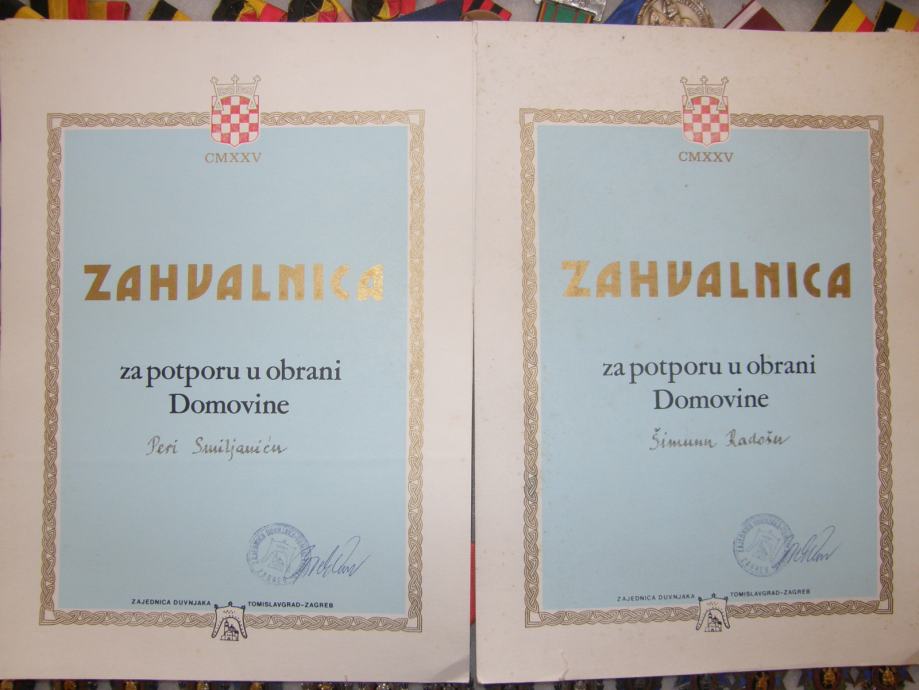 CMXXV
ZAHVALNICA
za potporu u obrani
Domovine
Peri Smiljaniću
ZAJEDNICA DUVNJAKA TOMISLAVGRAD-ZAGREB
CMXXV
ZAHVALNICA
za potporu u obrani
Domovine
Šimunu Radošu
ZAJEDNICA DUVNJAKA TOMISLAVGRAD-ZAGREB